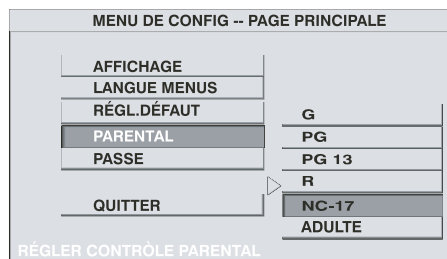 MENU DE CONFIG -- PAGE PRINCIPALE
AFFICHAGE
LANGUE MENUS
RÉGL.DÉFAUT
PARENTAL
PASSE
QUITTER
G
PG
PG 13
R
NC-17
ADULTE
RÉGLER CONTRÔLE PARENTAL